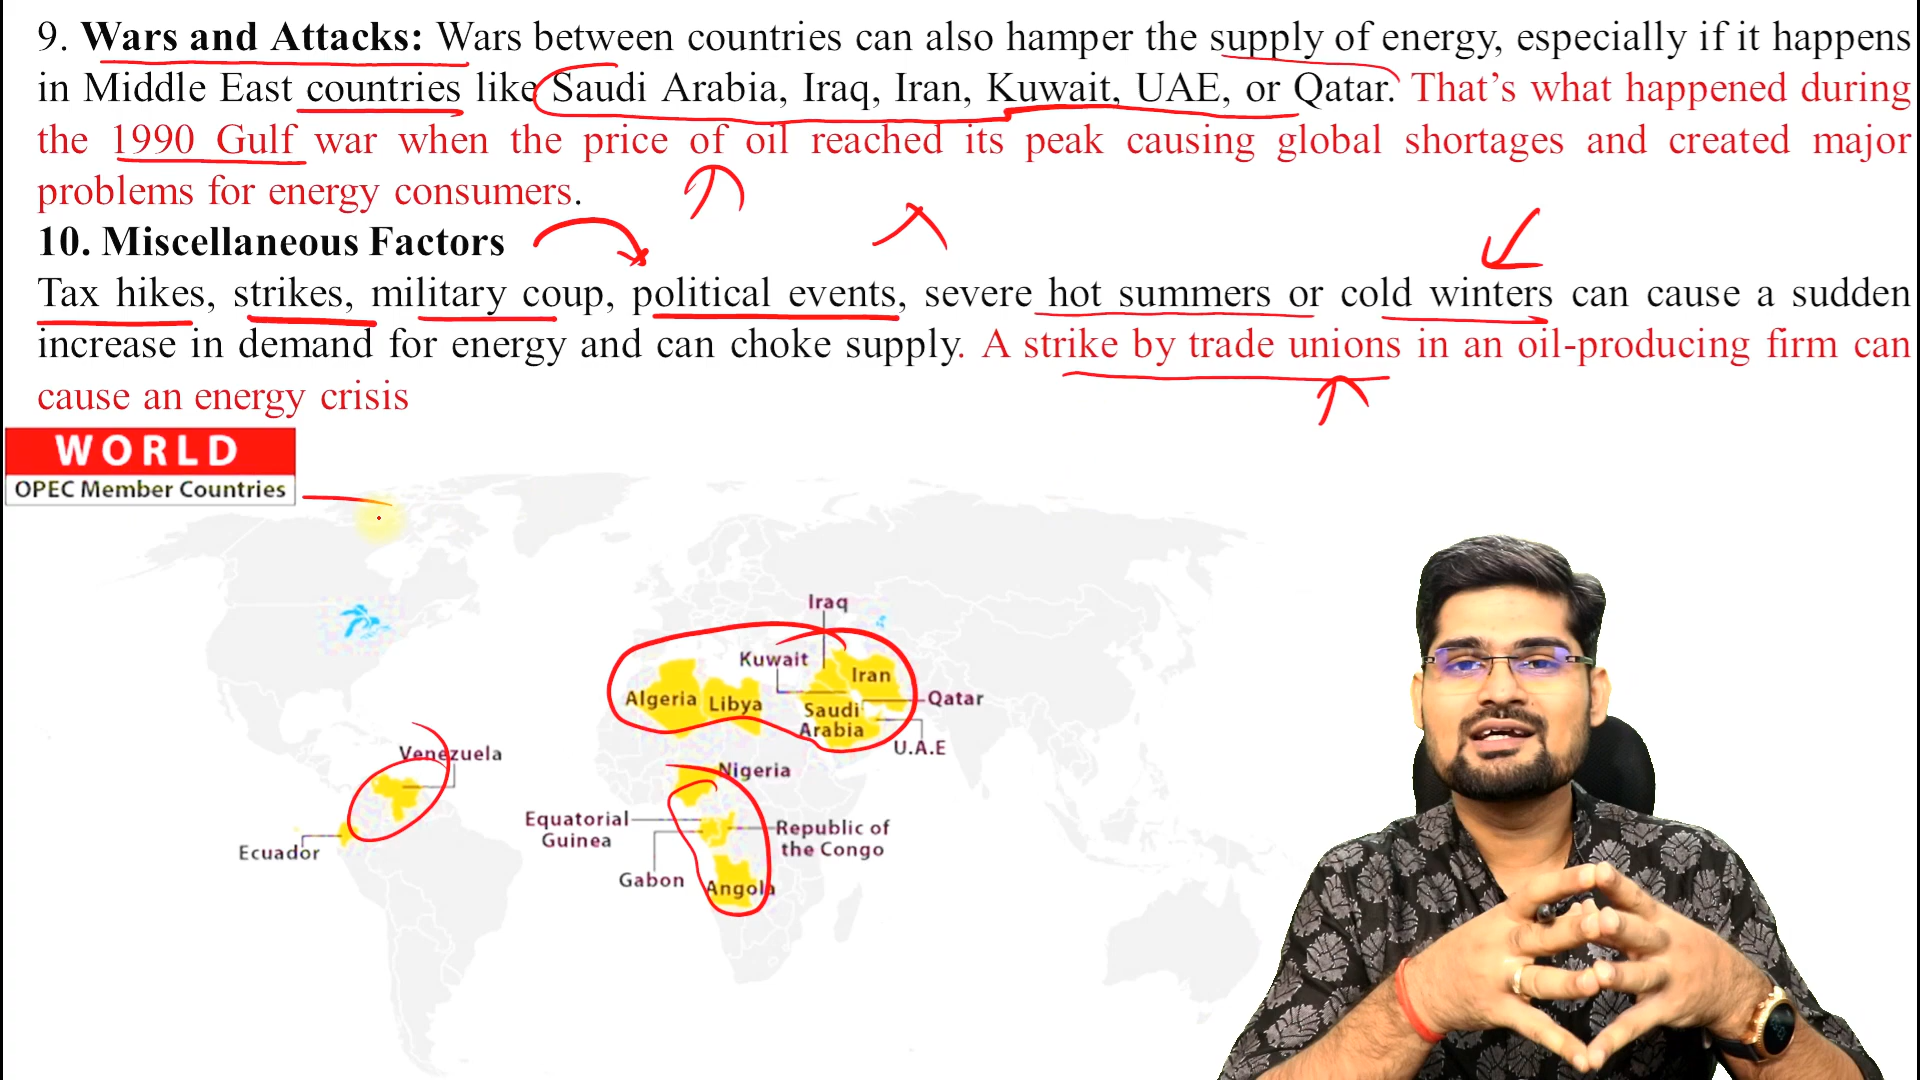 9. Wars and Attacks: Wars between countries can also hamper the supply of energy, especially if it happens
in Middle East countries like Saudi Arabia, Iraq, Iran, Kuwait, UAE, or Qatar. That’s what happened during
the 1990 Gulf war when the price of oil reached its peak causing global shortages and created major
problems for energy consumers.
10. Miscellaneous Factors
Tax hikes, strikes, military coup, political events, severe hot summers or cold winters can cause a sudden
increase in demand for energy and can choke supply. A strike by trade unions in an oil-producing firm can
cause an energy crisis
WORLD
OPEC Member Countries
Iraq
Kuwait
Iran
Algeria
Libya
Saudi
Arabia
Qatar
U.A.E
Venezuela
Nigeria
Equatorial
Guinea
Republic of
the Congo
Ecuador
Gabon
Angola